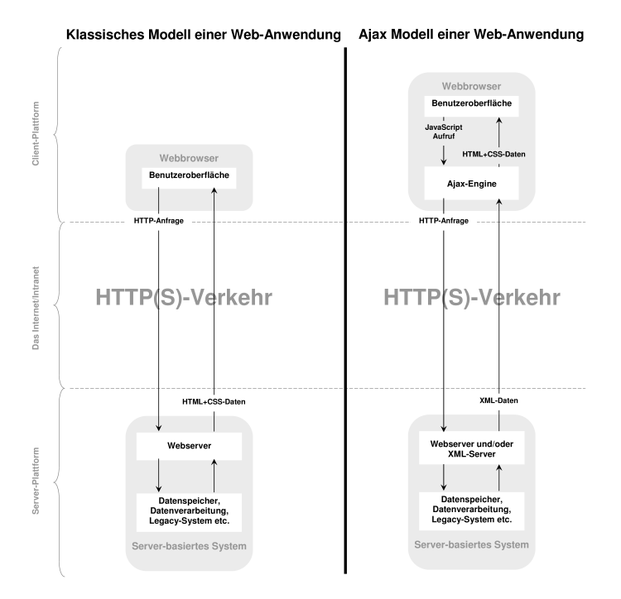 Klassisches Modell einer Web-Anwendung
Ajax Modell einer Web-Anwendung
Client-Plattform
Das Internet/Intranet
Server-Plattform
Webbrowser
Benutzeroberfläche
HTTP-Anfrage
HTTP(S)-Verkehr
HTML+CSS-Daten
Webserver
Datenspeicher,
Datenverarbeitung,
Legacy-System etc.
Server-basiertes System
Webbrowser
Benutzeroberfläche
JavaScript
Aufruf
HTML+CSS-Daten
Ajax-Engine
HTTP-Anfrage
HTTP(S)-Verkehr
XML-Daten
Webserver und/oder
XML-Server
Datenspeicher,
Datenverarbeitung,
Legacy-System etc.
Server-basiertes System